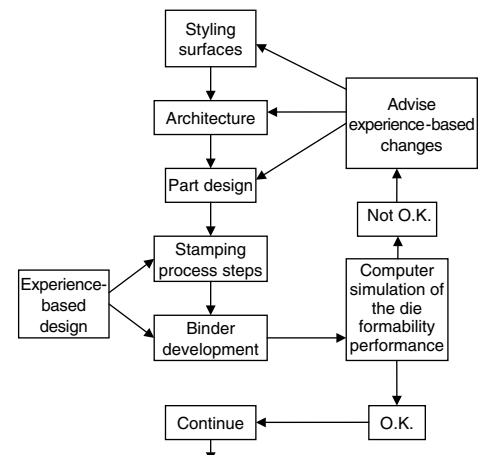 Styling
surfaces
Architecture
Advise
experience-based
changes
Part design
Not O.K.
Stamping
process steps
Experience-
based
design
Computer
simulation of
the die
formability
performance
Binder
development
Continue
O.K.